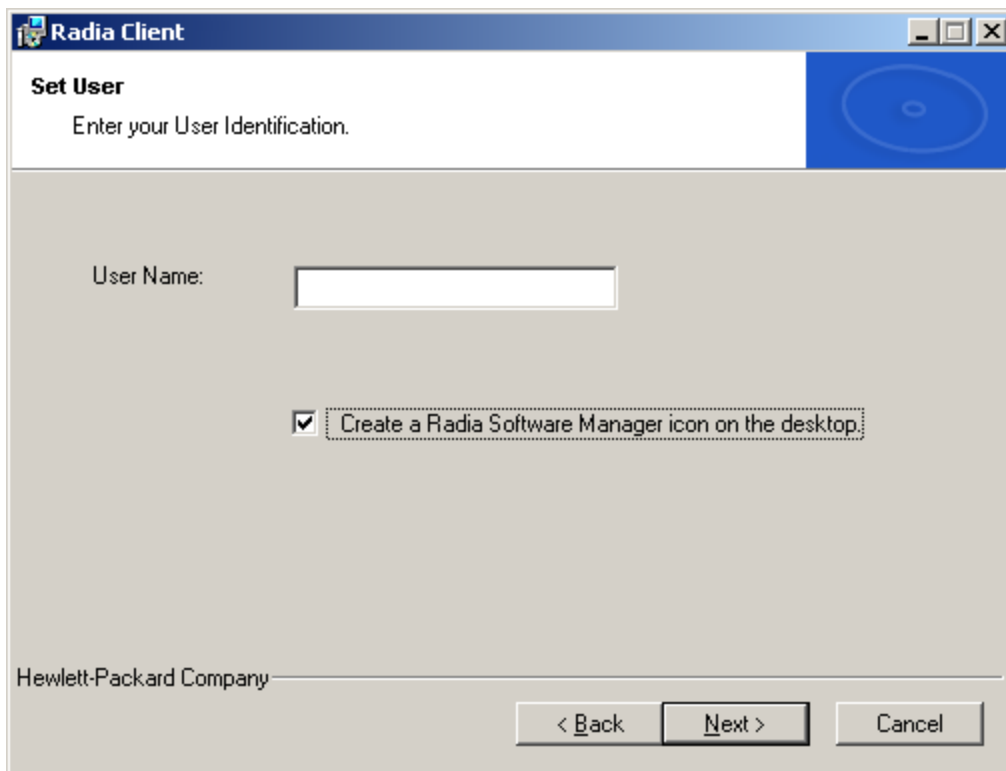 Radia Client
Set User
Enter your User Identification.
User Name:
Create a Radia Software Manager icon on the desktop.
Hewlett-Packard Company
< Back Next > Cancel